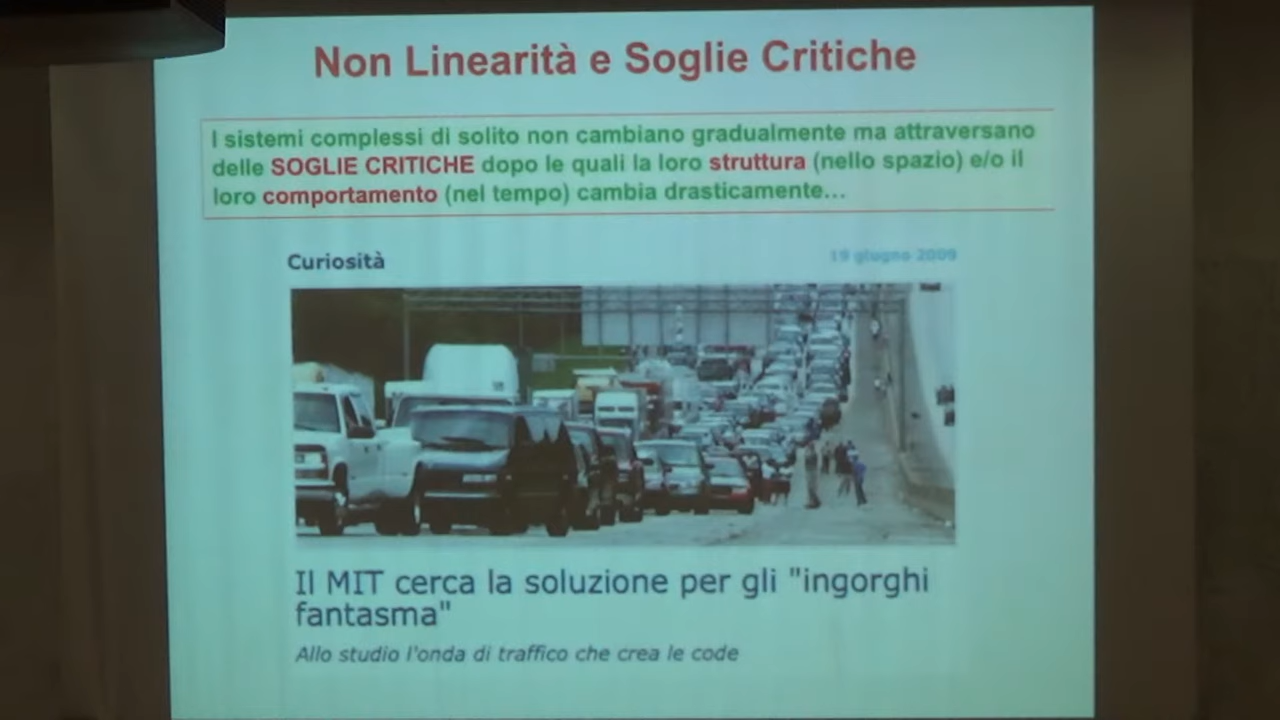 Non Linearità e Soglie Critiche
I sistemi complessi di solito non cambiano gradualmente ma attraversano
delle SOGLIE CRITICHE dopo le quali la loro struttura (nello spazio) e/o il
loro comportamento (nel tempo) cambia drasticamente...
Curiosità
19 giugno 2009
Il MIT cerca la soluzione per gli "ingorghi
fantasma"
Allo studio l'onda di traffico che crea le code